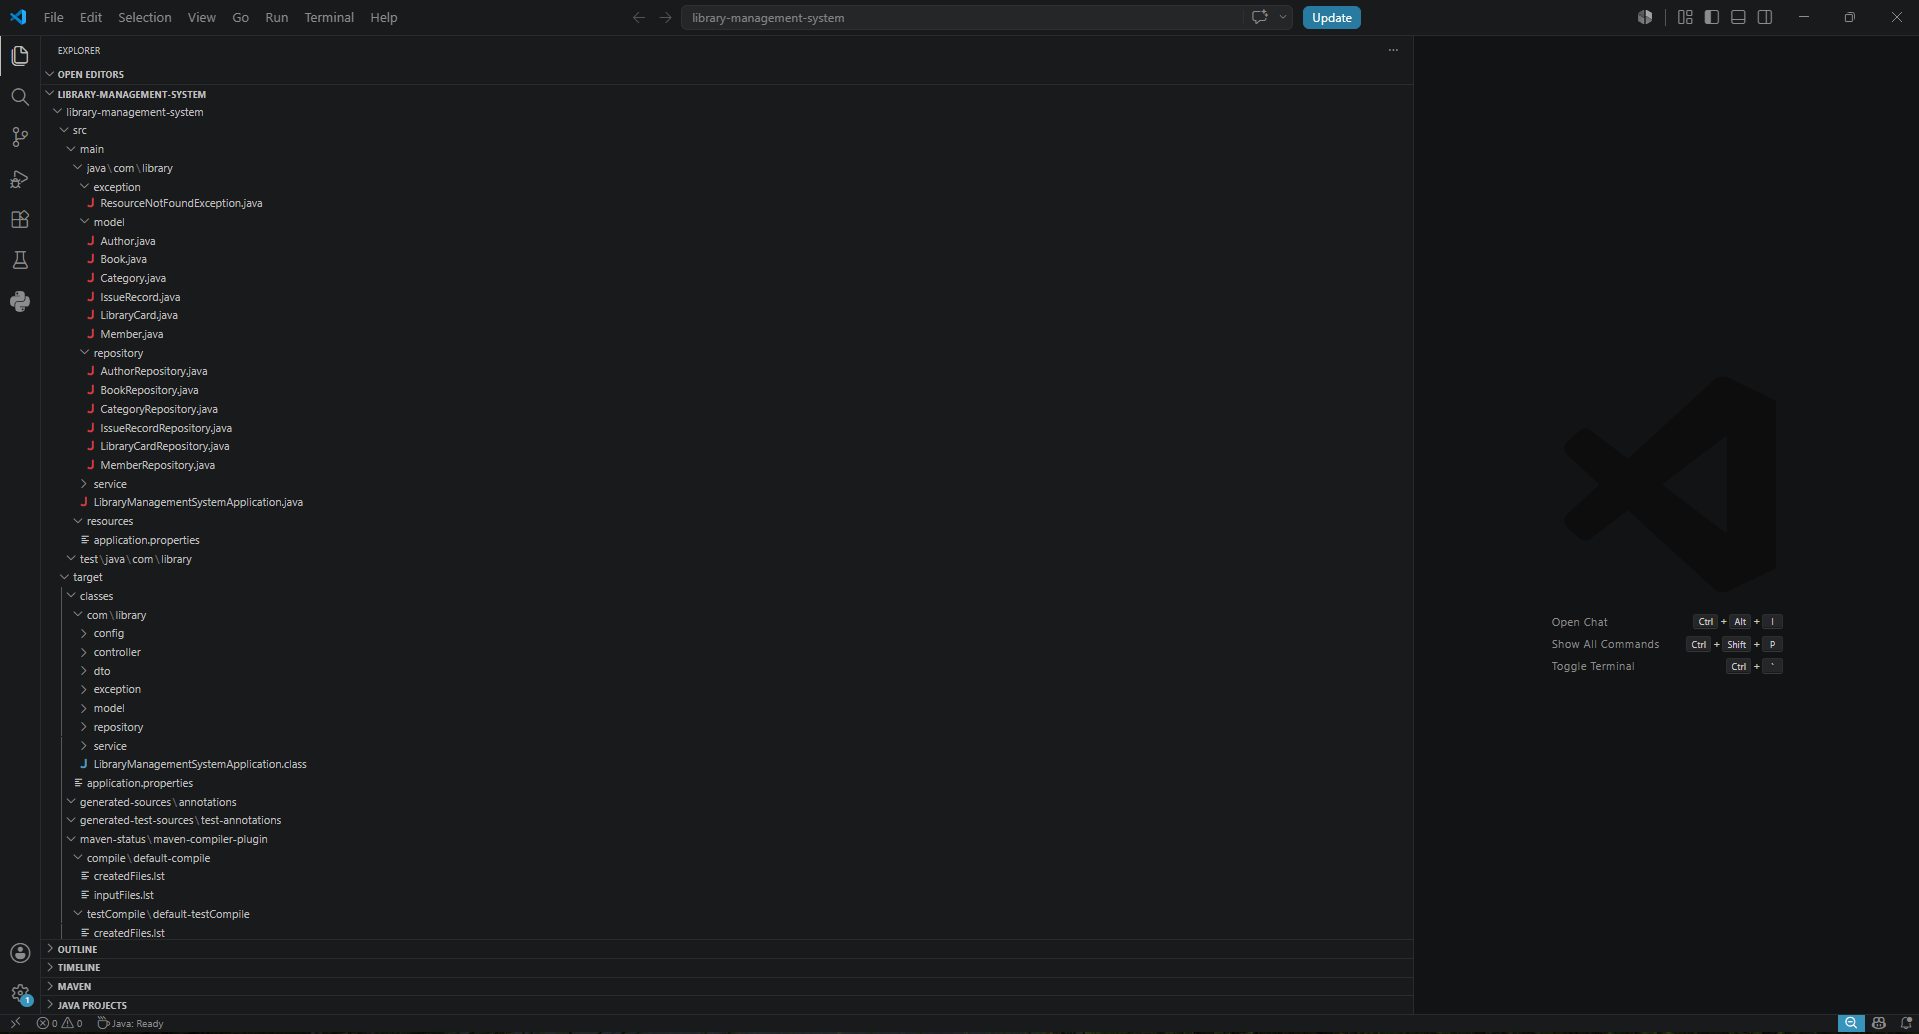 File Edit Selection View Go Run Terminal Help
library-management-system
Update
EXPLORER
OPEN EDITORS
LIBRARY-MANAGEMENT-SYSTEM
library-management-system
src
main
java\com\library
exception
ResourceNotFoundException.java
model
Author.java
Book.java
Category.java
IssueRecord.java
LibraryCard.java
Member.java
repository
AuthorRepository.java
BookRepository.java
CategoryRepository.java
IssueRecordRepository.java
LibraryCardRepository.java
MemberRepository.java
service
LibraryManagementSystemApplication.java
resources
application.properties
test\java\com\library
target
classes
com\library
config
controller
dto
exception
model
repository
service
LibraryManagementSystemApplication.class
application.properties
generated-sources\annotations
generated-test-sources\test-annotations
maven-status\maven-compiler-plugin
compile\default-compile
createdFiles.lst
inputFiles.lst
testCompile\default-testCompile
createdFiles.lst
OUTLINE
TIMELINE
MAVEN
JAVA PROJECTS
1
0 0 Java: Ready
Open Chat Ctrl + Alt + I
Show All Commands Ctrl + Shift + P
Toggle Terminal Ctrl + `